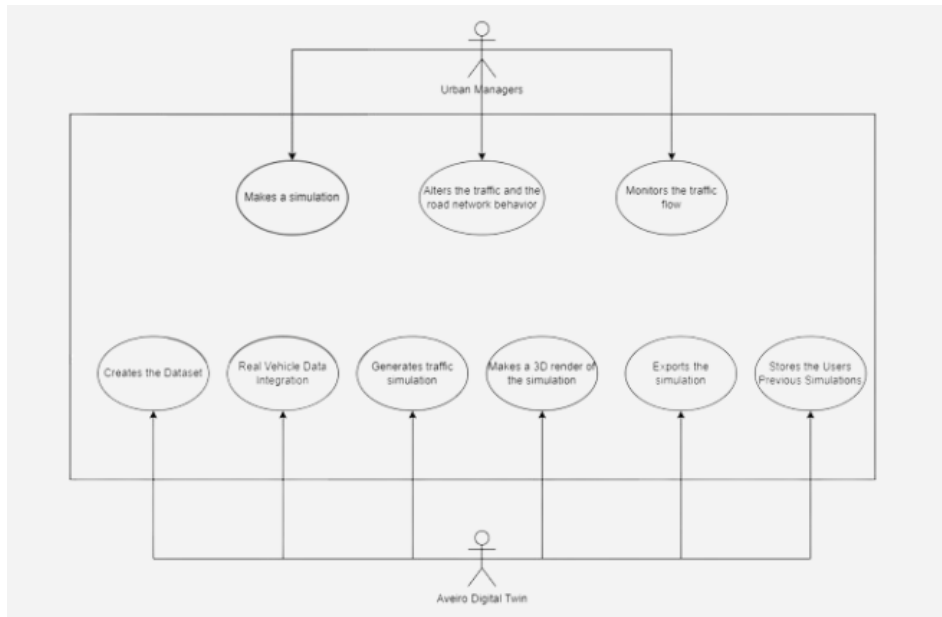 Urban Managers
Makes a simulation
Alters the traffic and the
road network behavior
Monitors the traffic
flow
Creates the Dataset
Real Vehicle Data
Integration
Generates traffic
simulation
Makes a 3D render of
the simulation
Exports the
simulation
Stores the Users
Previous Simulations
Aveiro Digital Twin